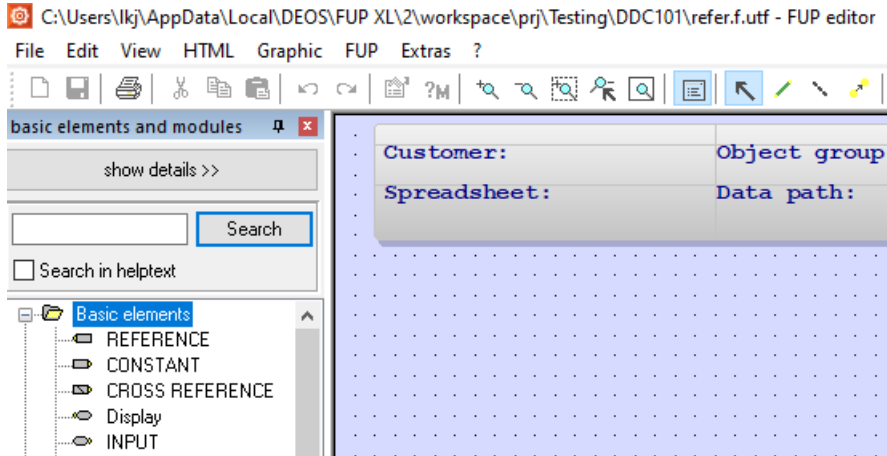 C:\Users\lkj\AppData\Local\DEOS\FUP XL\2\workspace\prj\Testing\DDC101\refer.f.utf - FUP editor
File Edit View HTML Graphic FUP Extras ?
?M
basic elements and modules
show details >>
Search
Search in helptext
Basic elements
REFERENCE
CONSTANT
CROSS REFERENCE
Display
INPUT
Customer: Object group
Spreadsheet: Data path: